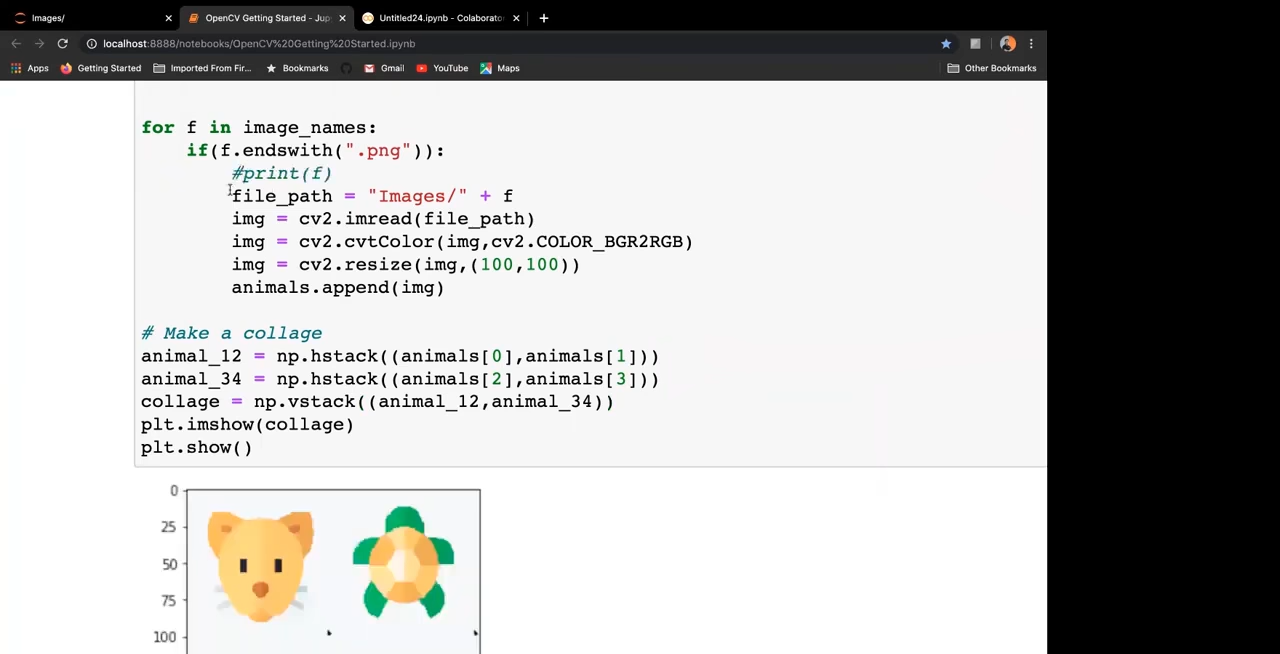 Images/
OpenCV Getting Started - Jup
Untitled24.ipynb - Colaborator
localhost:8888/notebooks/OpenCV%20Getting%20Started.ipynb
Apps Getting Started Imported From Fir... Bookmarks Gmail YouTube Maps Other Bookmarks
for f in image_names:
if(f.endswith(".png")):
#print(f)
file_path = "Images/" + f
img = cv2.imread(file_path)
img = cv2.cvtColor(img,cv2.COLOR_BGR2RGB)
img = cv2.resize(img,(100,100))
animals.append(img)
# Make a collage
animal_12 = np.hstack((animals[0],animals[1]))
animal_34 = np.hstack((animals[2],animals[3]))
collage = np.vstack((animal_12,animal_34))
plt.imshow(collage)
plt.show()
0
25
50
75
100